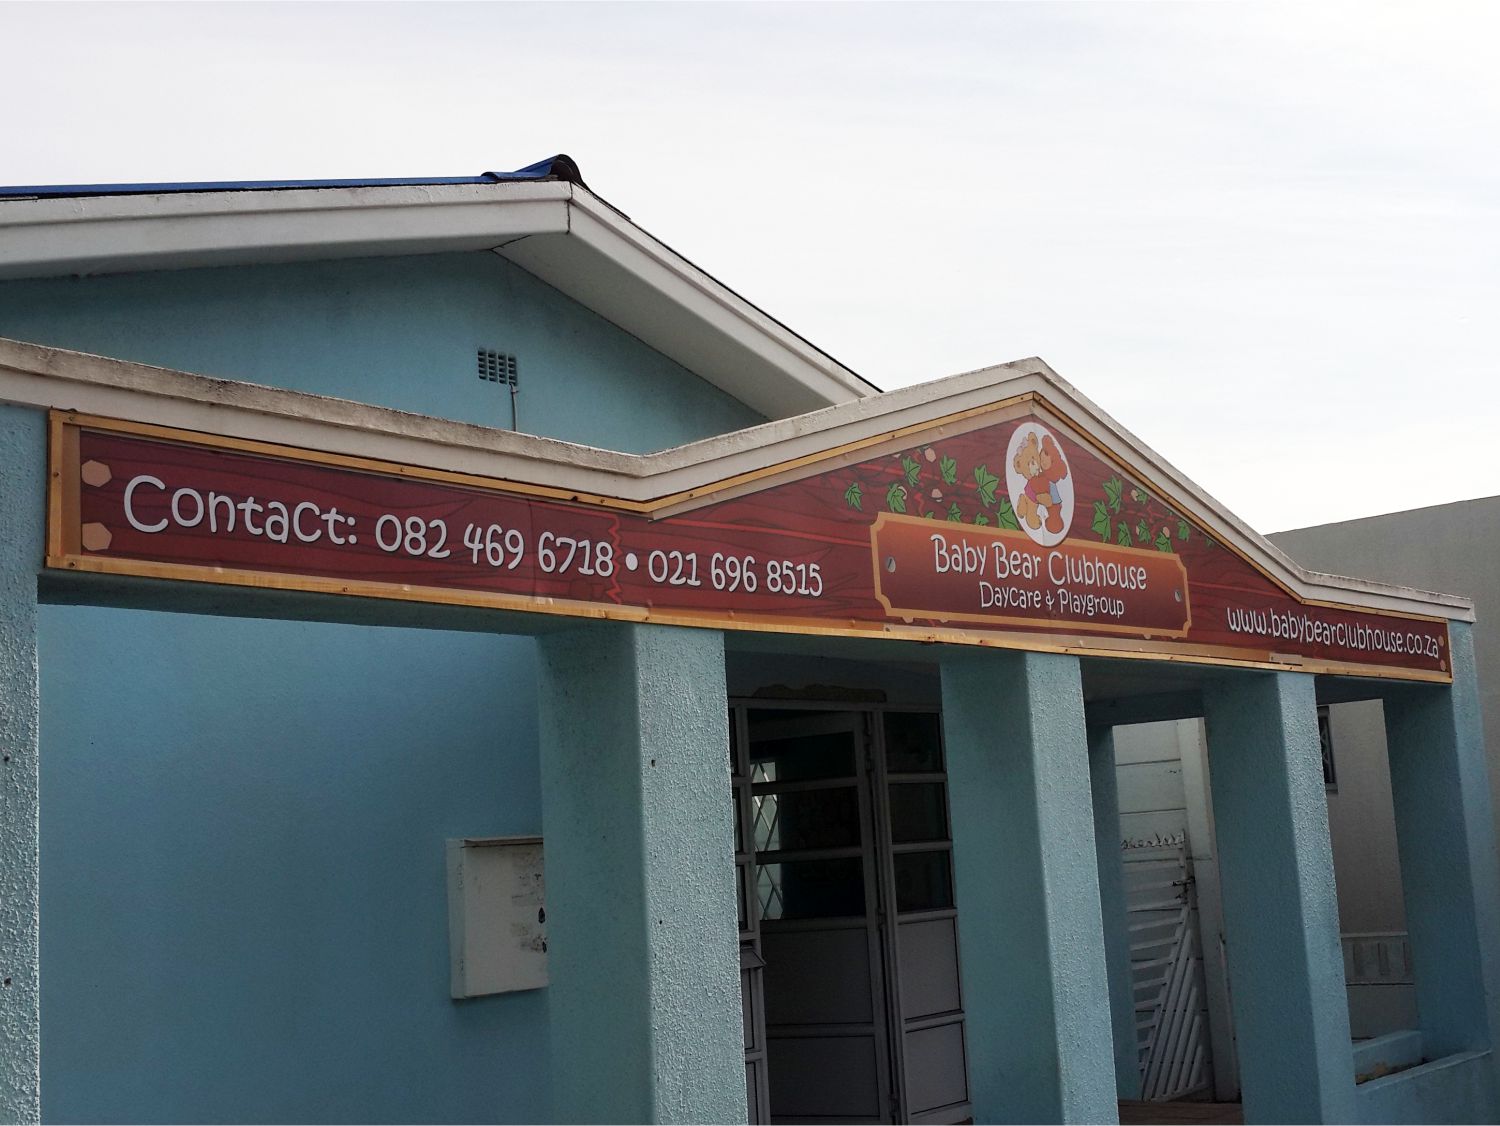 Contact: 082 469 6718 • 021 696 8515
Baby Bear Clubhouse
Daycare & Playgroup
www.babybearclubhouse.co.za